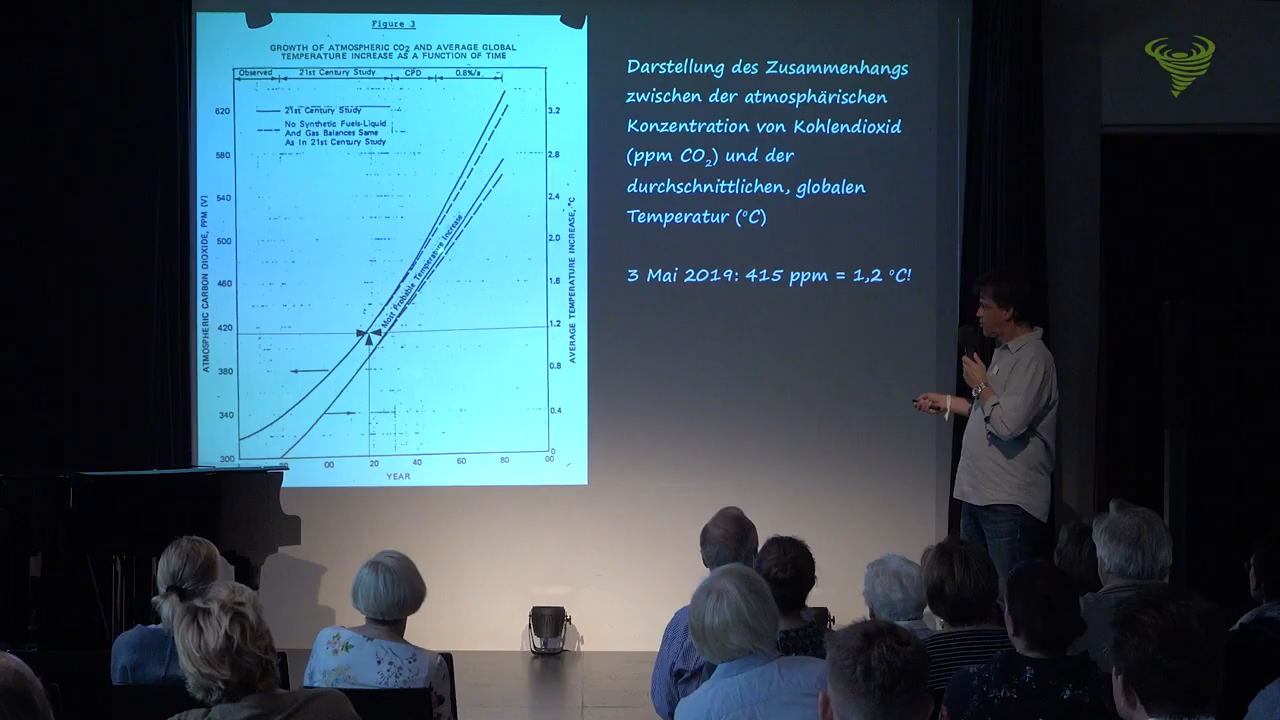 Figure 3
GROWTH OF ATMOSPHERIC CO2 AND AVERAGE GLOBAL
TEMPERATURE INCREASE AS A FUNCTION OF TIME
Observed 21st Century Study CPD 0.8%/a
21st Century Study
No Synthetic Fuels-Liquid
And Gas Balances Same
As In 21st Century Study
ATMOSPHERIC CARBON DIOXIDE, PPM (V)
620
580
540
500
460
420
380
340
300
Most Probable Temperature Increase
3.2
2.8
2.4
2.0
1.6
1.2
0.8
0.4
0
AVERAGE TEMPERATURE INCREASE, °C
00 20 40 60 80 00
YEAR
Darstellung des Zusammenhangs
zwischen der atmosphärischen
Konzentration von Kohlendioxid
(ppm CO₂) und der
durchschnittlichen, globalen
Temperatur (°C)
3 Mai 2019: 415 ppm = 1,2 °C!